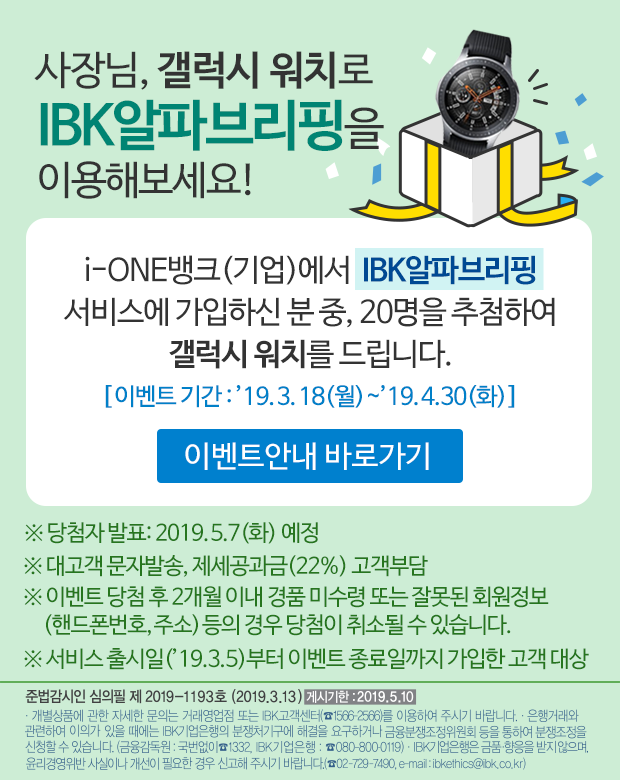 사장님, 갤럭시 워치로
IBK알파브리핑을
이용해보세요!
i-ONE뱅크(기업)에서 IBK알파브리핑
서비스에 가입하신 분 중, 20명을 추첨하여
갤럭시 워치를 드립니다.
[이벤트 기간 : ’19. 3. 18(월) ~’19. 4. 30(화)]
이벤트안내 바로가기
※ 당첨자 발표: 2019. 5. 7(화) 예정
※ 대고객 문자발송, 제세공과금(22%) 고객부담
※ 이벤트 당첨 후 2개월 이내 경품 미수령 또는 잘못된 회원정보
(핸드폰번호, 주소) 등의 경우 당첨이 취소될 수 있습니다.
※ 서비스 출시일(’19.3.5)부터 이벤트 종료일까지 가입한 고객 대상
준법감시인 심의필 제 2019-1193호 (2019.3.13) 게시기한 : 2019.5.10
· 개별상품에 관한 자세한 문의는 거래영업점 또는 IBK고객센터(☎1566-2566)를 이용하여 주시기 바랍니다. · 은행거래와
관련하여 이의가 있을 때에는 IBK기업은행의 분쟁처기구에 해결을 요구하거나 금융분쟁조정위원회 등을 통하여 분쟁조정을
신청할 수 있습니다. (금융감독원 : 국번없이☎1332, IBK기업은행 : ☎080-800-0119) · IBK기업은행은 금품·향응을 받지않으며,
윤리경영위반 사실이나 개선이 필요한 경우 신고해 주시기 바랍니다.(☎02-729-7490, e-mail : ibkethics@ibk.co.kr)